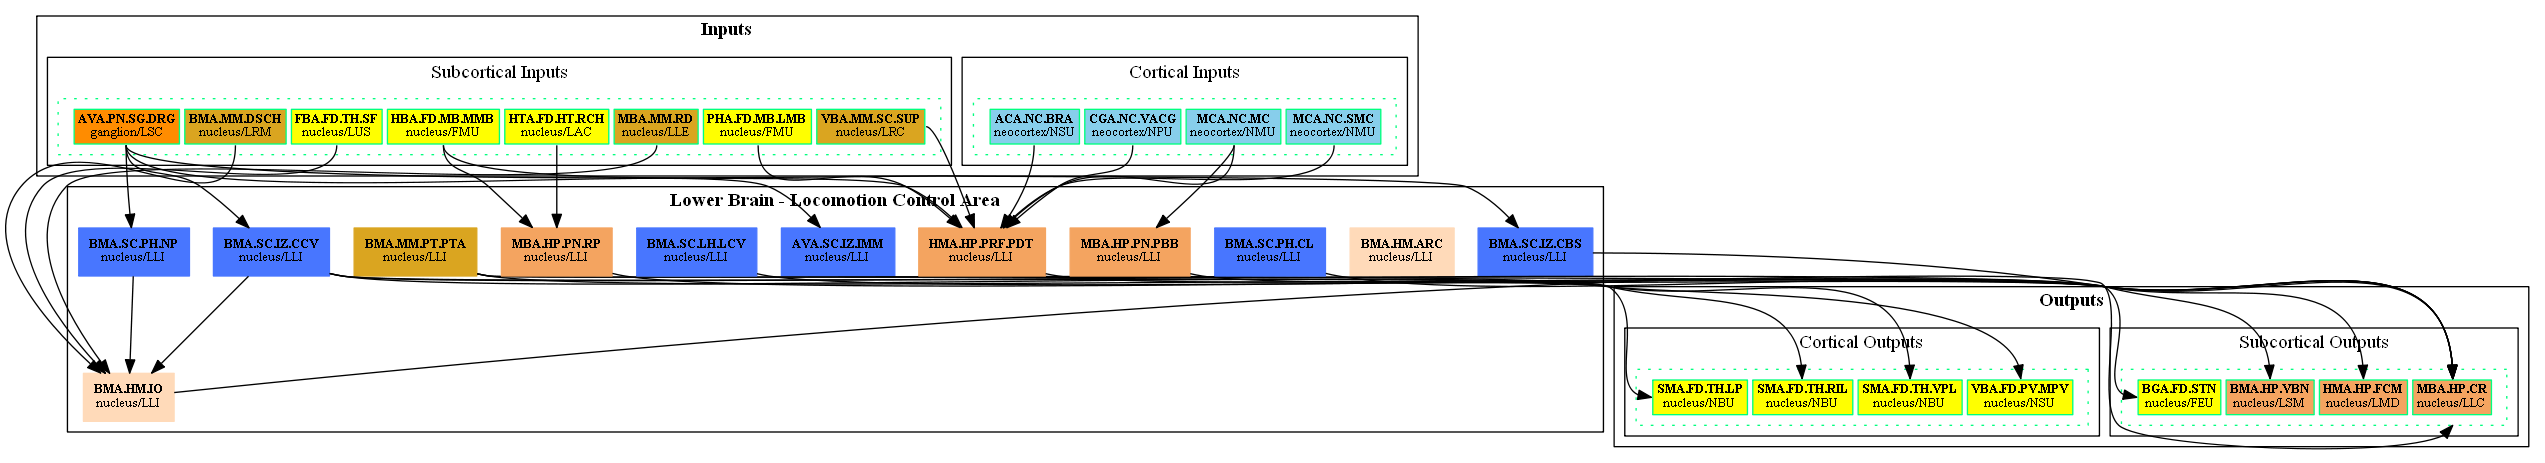 Inputs
Subcortical Inputs
Cortical Inputs
AVA.PN.SG.DRG
ganglion/LSC
BMA.MM.DSCH
nucleus/LRM
FBA.FD.TH.SF
nucleus/LUS
HBA.FD.MB.MMB
nucleus/FMU
HTA.FD.HT.RCH
nucleus/LAC
MBA.MM.RD
nucleus/LLE
PHA.FD.MB.LMB
nucleus/FMU
VBA.MM.SC.SUP
nucleus/LRC
ACA.NC.BRA
neocortex/NSU
CGA.NC.VACG
neocortex/NPU
MCA.NC.MC
neocortex/NMU
MCA.NC.SMC
neocortex/NMU
Lower Brain - Locomotion Control Area
BMA.SC.PH.NP
nucleus/LLI
BMA.SC.IZ.CCV
nucleus/LLI
BMA.MM.PT.PTA
nucleus/LLI
MBA.HP.PN.RP
nucleus/LLI
BMA.SC.LH.LCV
nucleus/LLI
AVA.SC.IZ.IMM
nucleus/LLI
HMA.HP.PRF.PDT
nucleus/LLI
MBA.HP.PN.PBB
nucleus/LLI
BMA.SC.PH.CL
nucleus/LLI
BMA.HM.ARC
nucleus/LLI
BMA.SC.IZ.CBS
nucleus/LLI
BMA.HM.IO
nucleus/LLI
Outputs
Cortical Outputs
Subcortical Outputs
SMA.FD.TH.LP
nucleus/NBU
SMA.FD.TH.RIL
nucleus/NBU
SMA.FD.TH.VPL
nucleus/NBU
VBA.FD.PV.MPV
nucleus/NSU
BGA.FD.STN
nucleus/FEU
BMA.HP.VBN
nucleus/LSM
HMA.HP.FCM
nucleus/LMD
MBA.HP.CR
nucleus/LLC